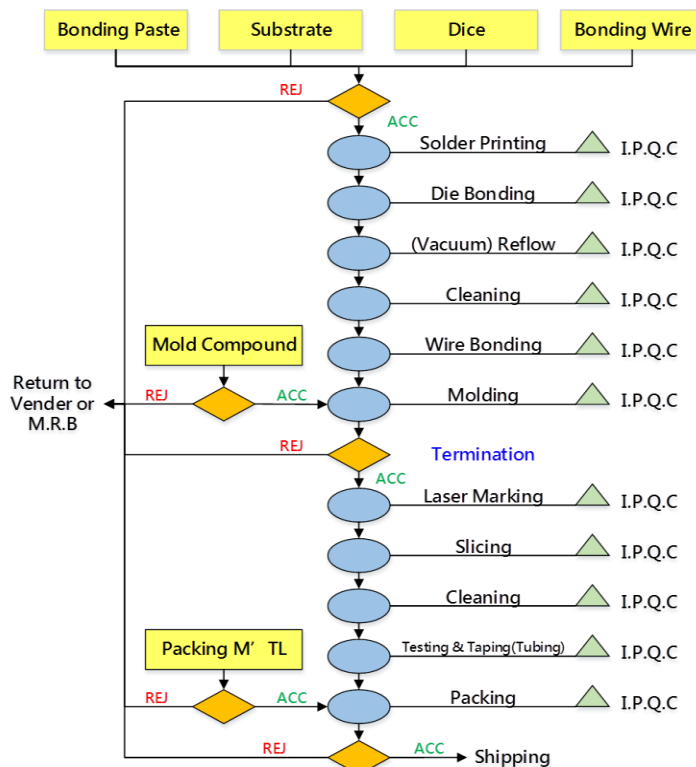 Bonding Paste
Substrate
Dice
Bonding Wire
REJ
ACC
Solder Printing
I.P.Q.C
Die Bonding
I.P.Q.C
(Vacuum) Reflow
I.P.Q.C
Cleaning
I.P.Q.C
Mold Compound
Wire Bonding
I.P.Q.C
Return to
Vender or
M.R.B
REJ
ACC
Molding
I.P.Q.C
REJ
Termination
ACC
Laser Marking
I.P.Q.C
Slicing
I.P.Q.C
Cleaning
I.P.Q.C
Packing M’ TL
Testing & Taping(Tubing)
I.P.Q.C
REJ
ACC
Packing
I.P.Q.C
REJ
ACC
Shipping